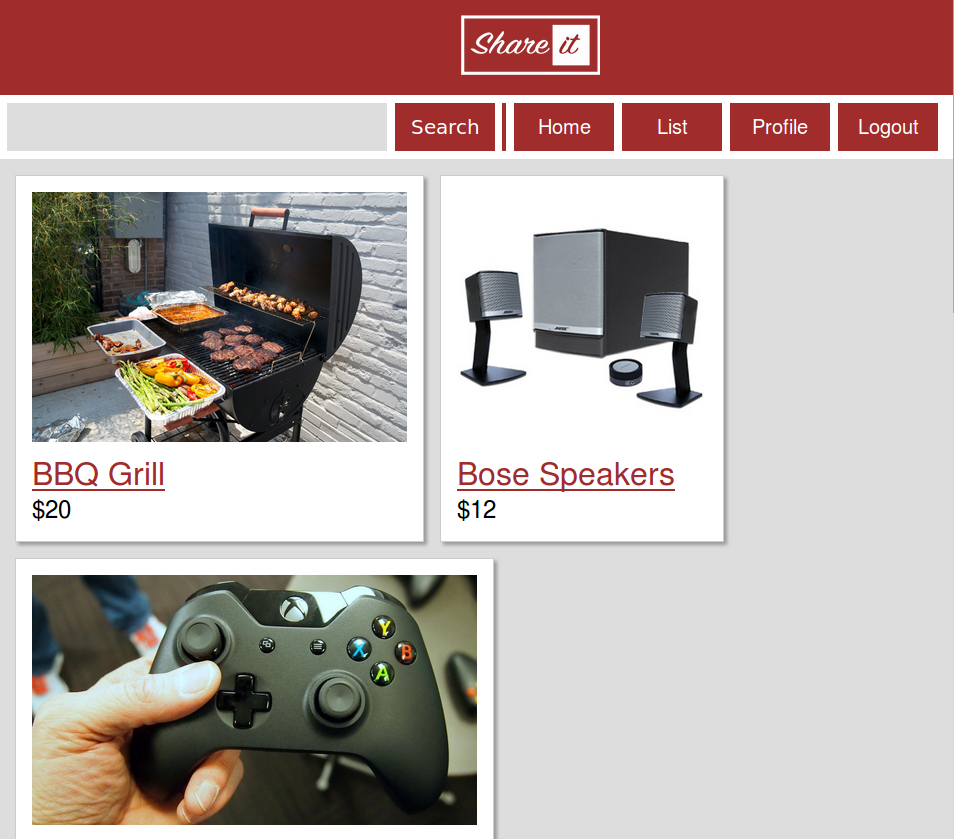 Share it
Search
Home
List
Profile
Logout
BBQ Grill
$20
BOSE
Bose Speakers
$12
Y
X
B
A